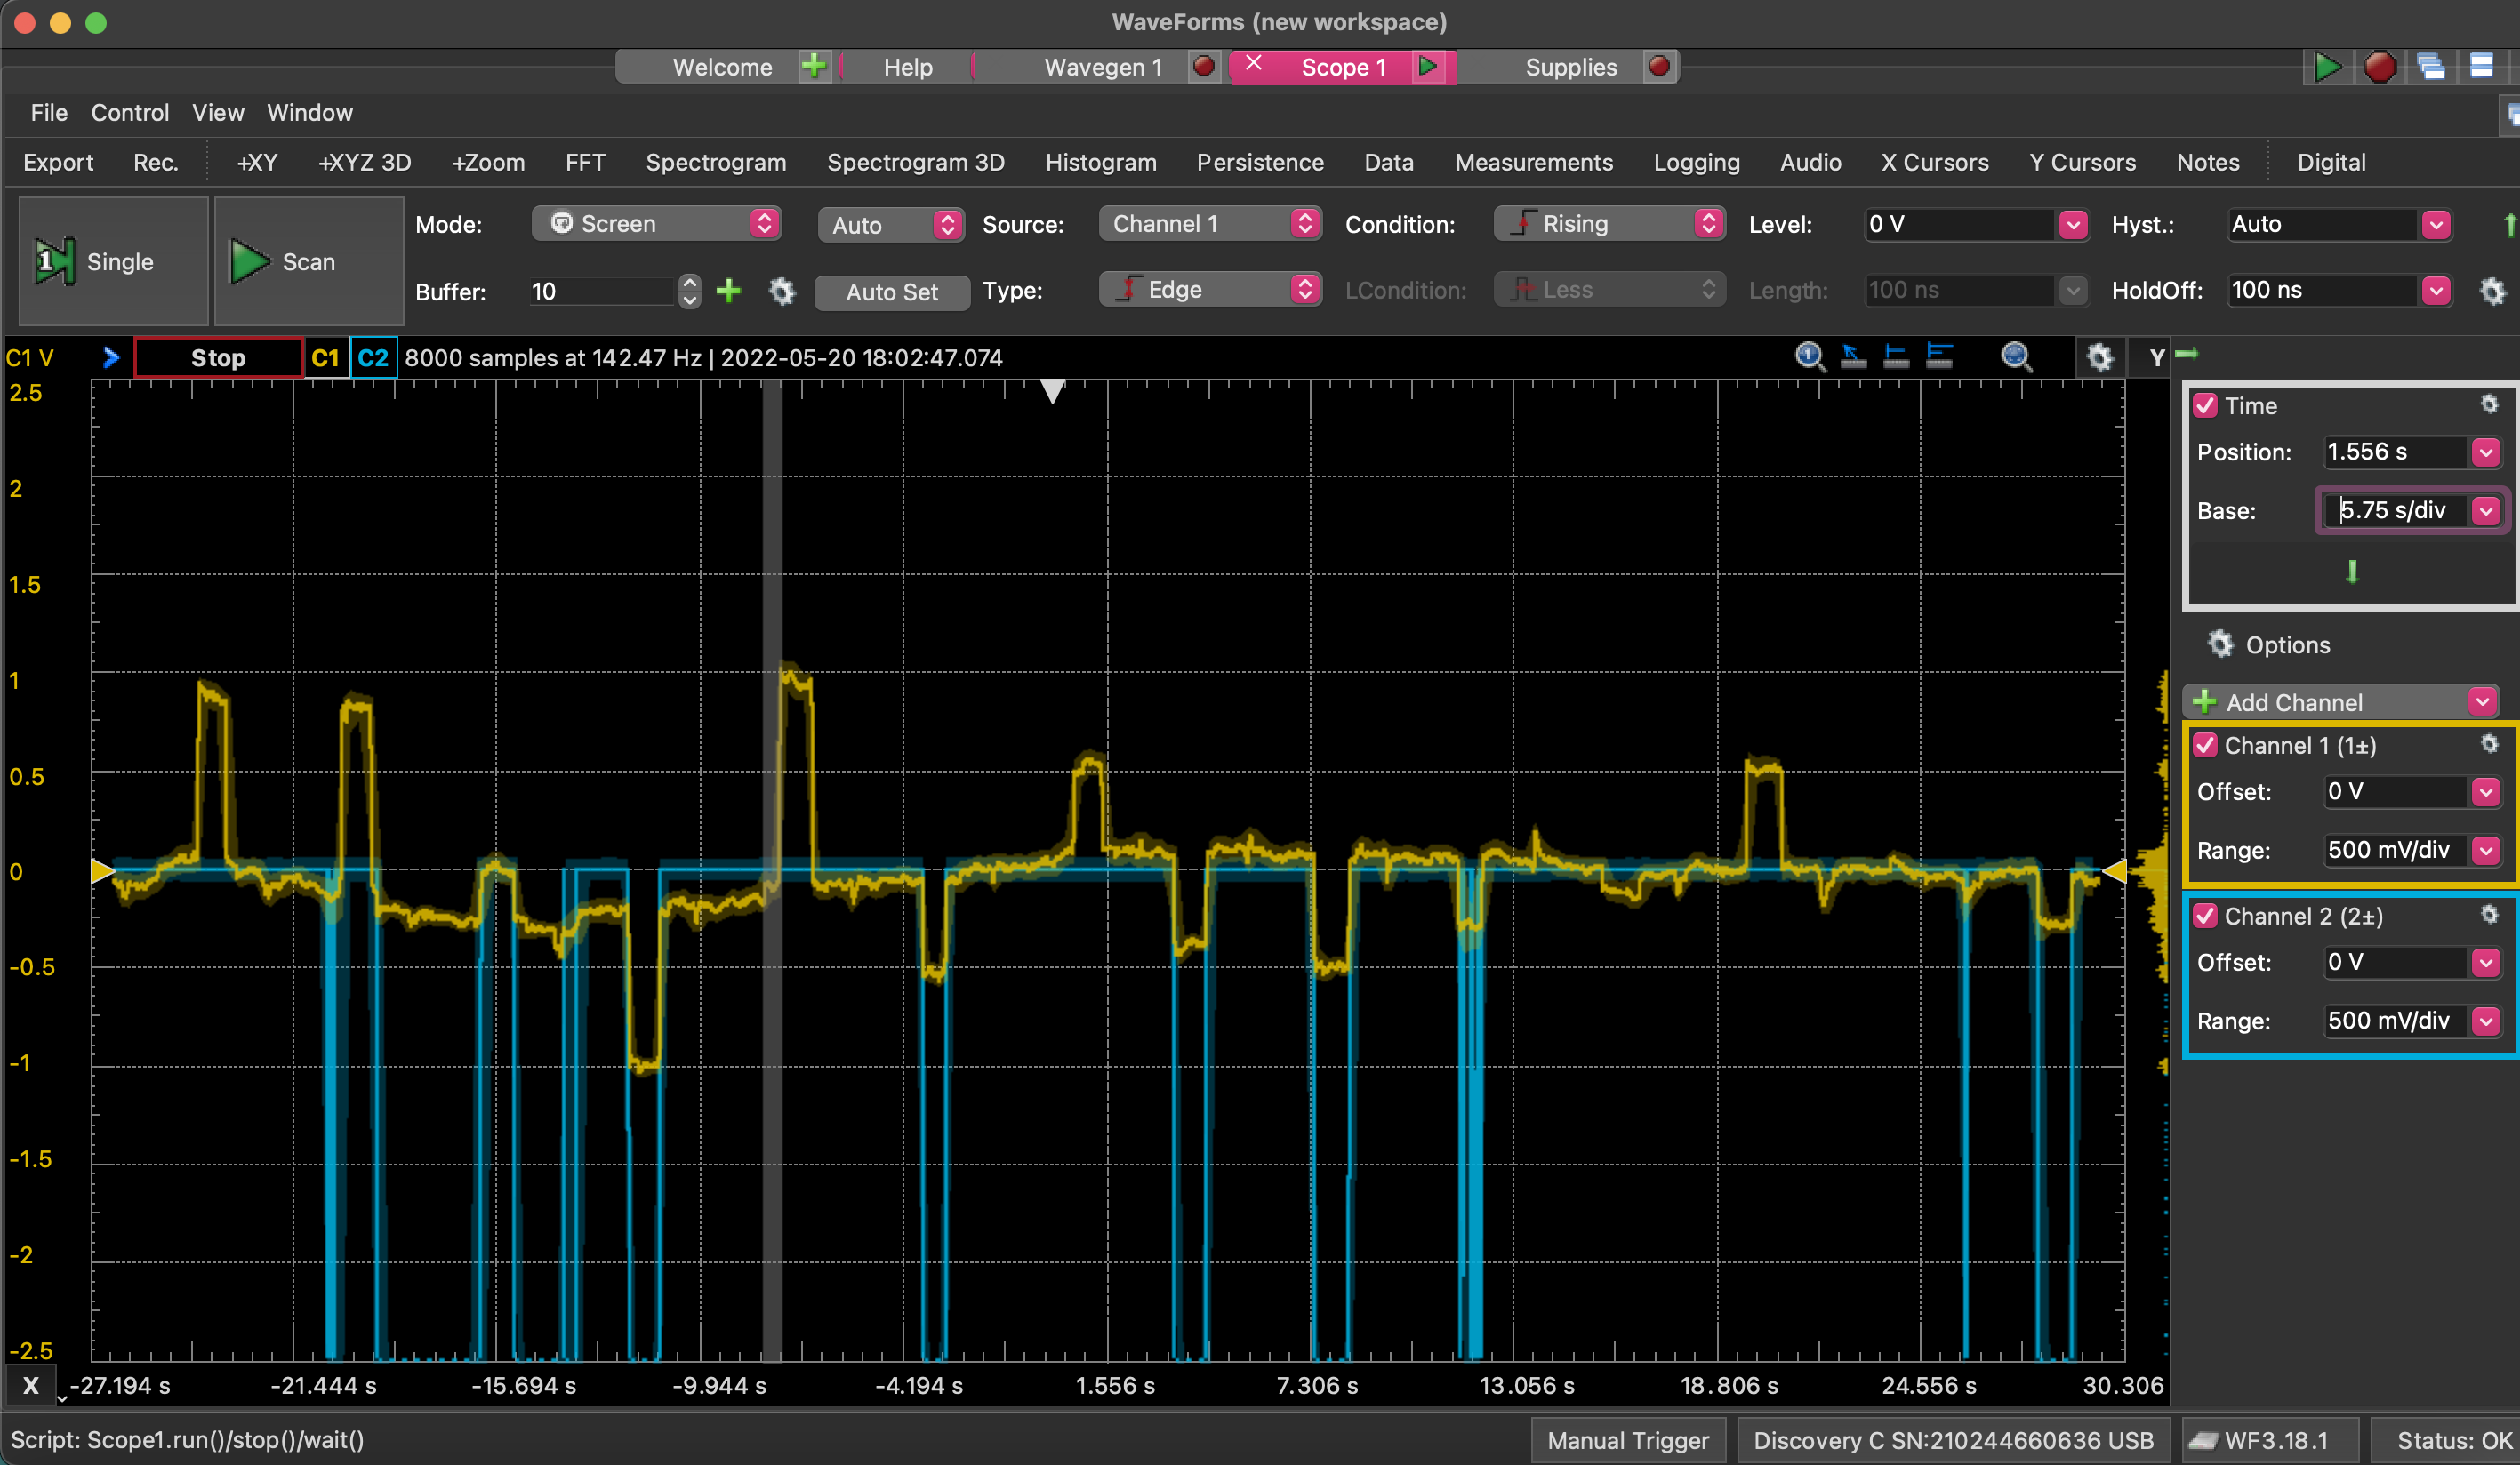 WaveForms (new workspace)
Welcome Help Wavegen 1 Scope 1 Supplies
File Control View Window
Export Rec. +XY +XYZ 3D +Zoom FFT Spectrogram Spectrogram 3D Histogram Persistence Data Measurements Logging Audio X Cursors Y Cursors Notes Digital
1 Single Scan Mode: Screen Auto Source: Channel 1 Condition: Rising Level: 0 V Hyst.: Auto
Buffer: 10 Auto Set Type: Edge LCondition: Less Length: 100 ns HoldOff: 100 ns
C1 V Stop C1 C2 8000 samples at 142.47 Hz | 2022-05-20 18:02:47.074 Y
2.5
2
1.5
1
0.5
0
-0.5
-1
-1.5
-2
-2.5
X -27.194 s -21.444 s -15.694 s -9.944 s -4.194 s 1.556 s 7.306 s 13.056 s 18.806 s 24.556 s 30.306
Time
Position: 1.556 s
Base: 5.75 s/div
Options
Add Channel
Channel 1 (1±)
Offset: 0 V
Range: 500 mV/div
Channel 2 (2±)
Offset: 0 V
Range: 500 mV/div
Script: Scope1.run()/stop()/wait() Manual Trigger Discovery C SN:210244660636 USB WF3.18.1 Status: OK